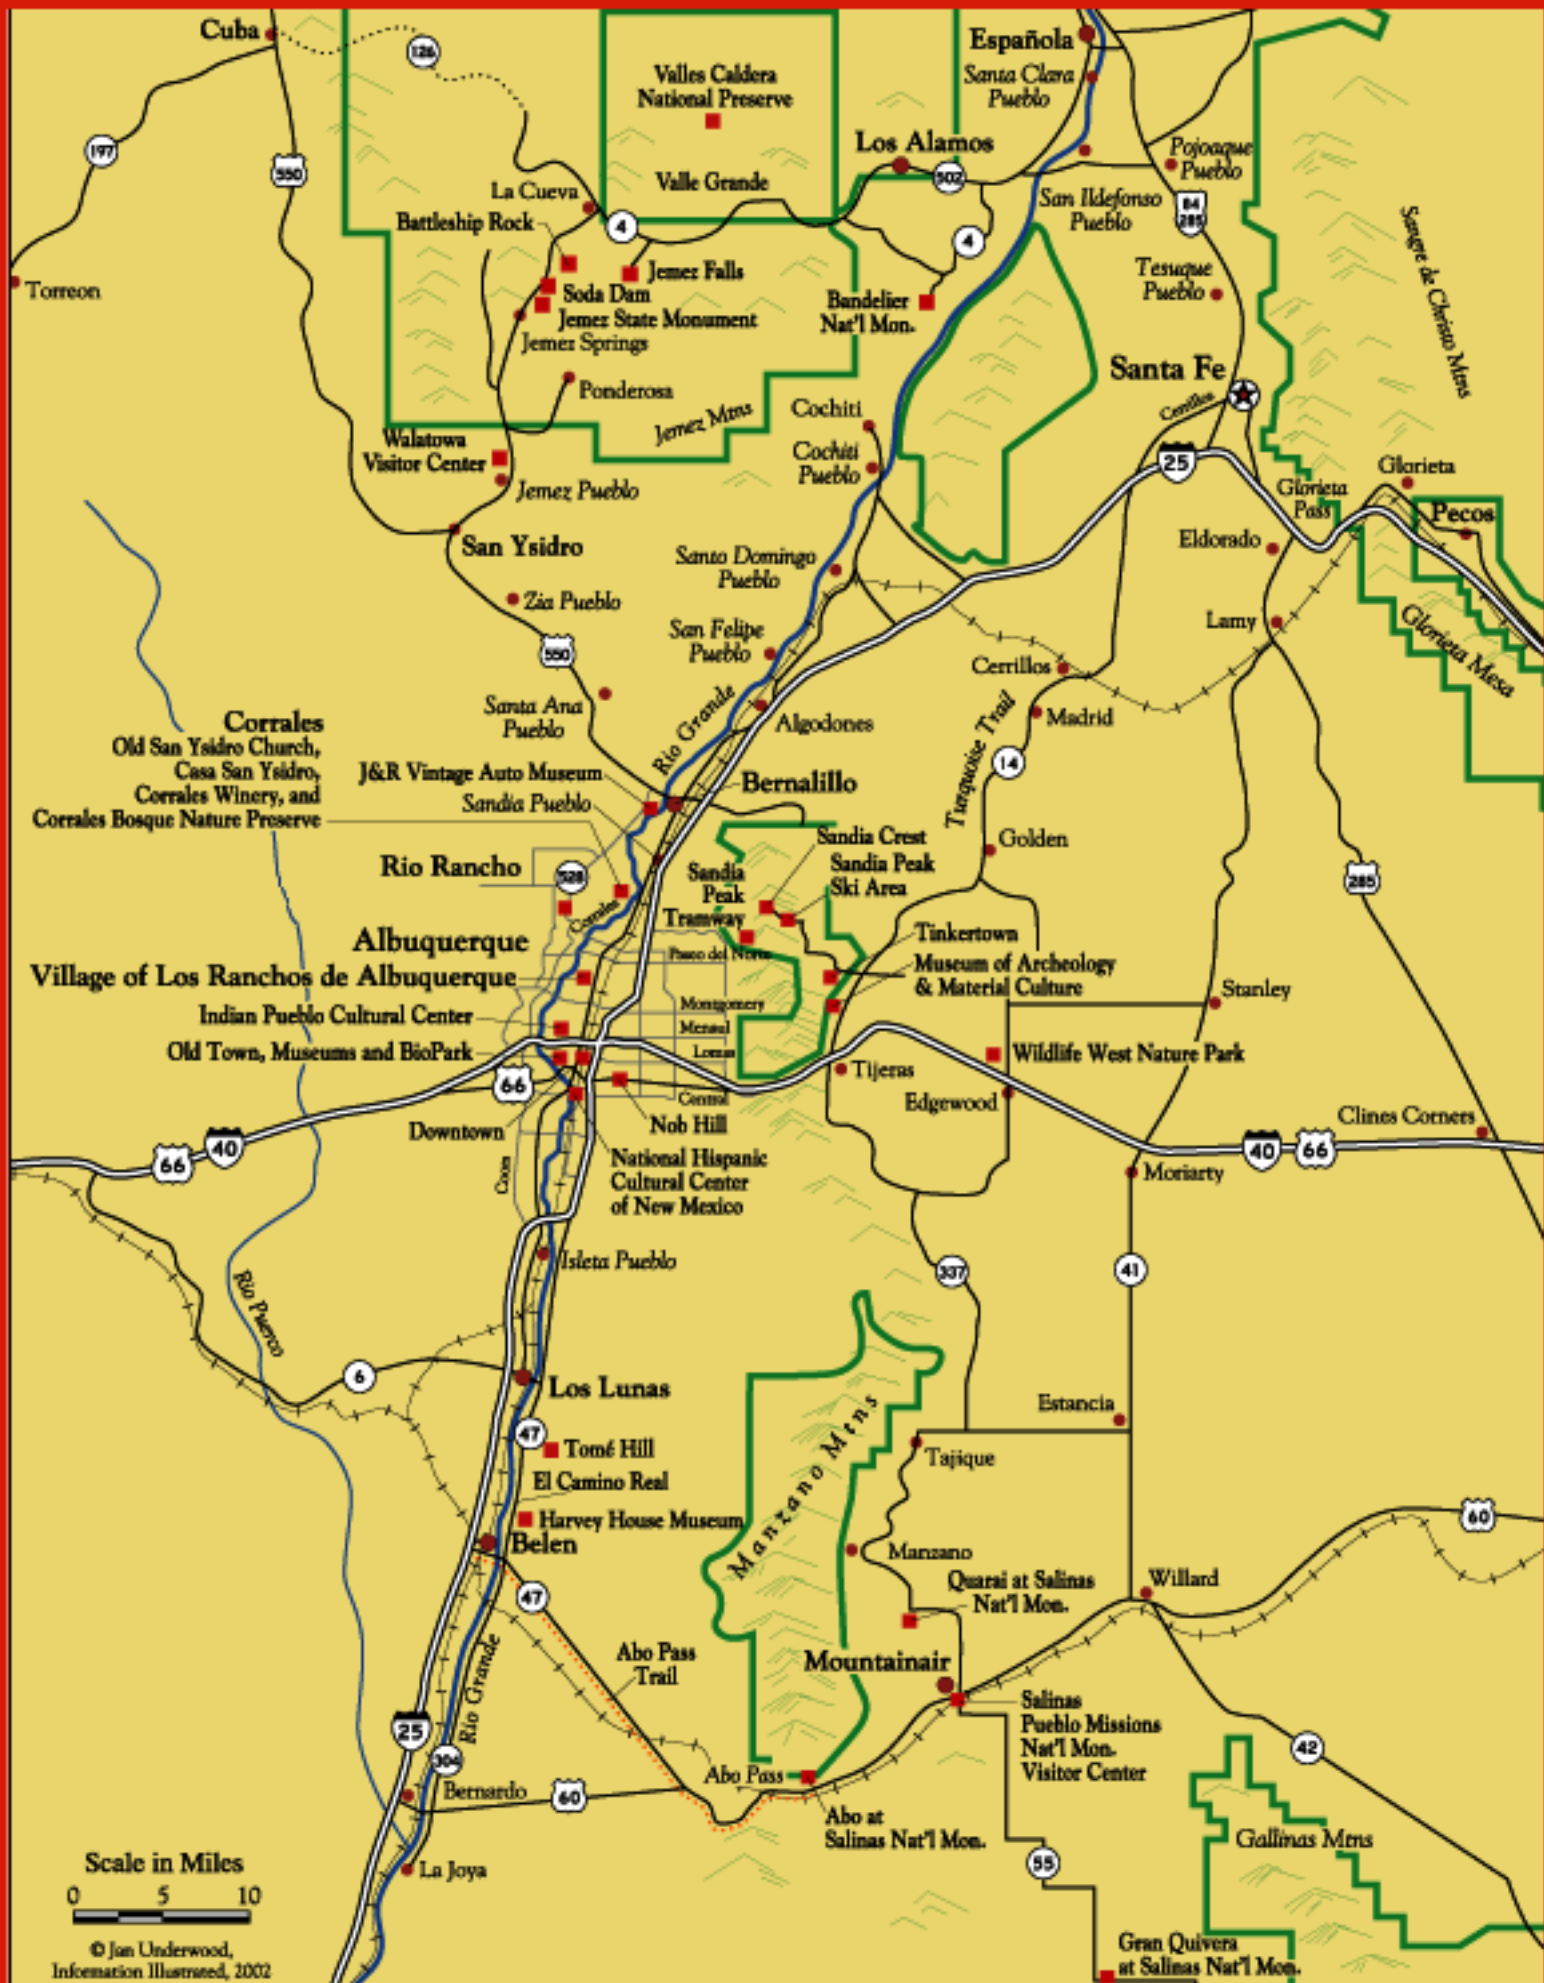 Cuba
126
Española
Santa Clara
Pueblo
Valles Caldera
National Preserve
197
550
Los Alamos
502
Pojoaque
Pueblo
La Cueva
Valle Grande
San Ildefonso
Pueblo
84
285
Battleship Rock
4
4
Sangre de Christo Mtns
Torreon
Jemez Falls
Soda Dam
Jemez State Monument
Jemez Springs
Bandelier
Nat'l Mon.
Tesuque
Pueblo
Ponderosa
Santa Fe
Cerrillos
Jemez Mtns
Cochiti
Cochiti
Pueblo
Walatowa
Visitor Center
Jemez Pueblo
25
Glorieta
Glorieta
Pass
Pecos
San Ysidro
Eldorado
Santo Domingo
Pueblo
Zia Pueblo
San Felipe
Pueblo
550
Lamy
Glorieta Mesa
Cerrillos
Santa Ana
Pueblo
Rio Grande
Algodones
Madrid
Turquoise Trail
14
Corrales
Old San Ysidro Church,
Casa San Ysidro,
Corrales Winery, and
Corrales Bosque Nature Preserve
J&R Vintage Auto Museum
Sandia Pueblo
Bernalillo
Rio Rancho
528
Corrales
Sandia Crest
Sandia Peak
Ski Area
Sandia
Peak
Tramway
Golden
285
Albuquerque
Village of Los Ranchos de Albuquerque
Paseo del Norte
Tinkertown
Museum of Archeology
& Material Culture
Stanley
Indian Pueblo Cultural Center
Montgomery
Menaul
Old Town, Museums and BioPark
Lomas
Wildlife West Nature Park
66
Central
Tijeras
Edgewood
Clines Corners
Downtown
Nob Hill
66
40
40
66
National Hispanic
Cultural Center
of New Mexico
Coors
Moriarty
Isleta Pueblo
337
41
Rio Puerco
6
Los Lunas
47
Tomé Hill
El Camino Real
Harvey House Museum
Belen
Manzano Mtns
Estancia
Tajique
60
Manzano
Quarai at Salinas
Nat'l Mon.
Willard
47
Abo Pass
Trail
Mountainair
Salinas
Pueblo Missions
Nat'l Mon.
Visitor Center
25
Rio Grande
304
Bernardo
60
Abo Pass
Abo at
Salinas Nat'l Mon.
42
Gallinas Mtns
55
La Joya
Scale in Miles
0 5 10
© Jan Underwood,
Information Illustrated, 2002
Gran Quivera
at Salinas Nat'l Mon.